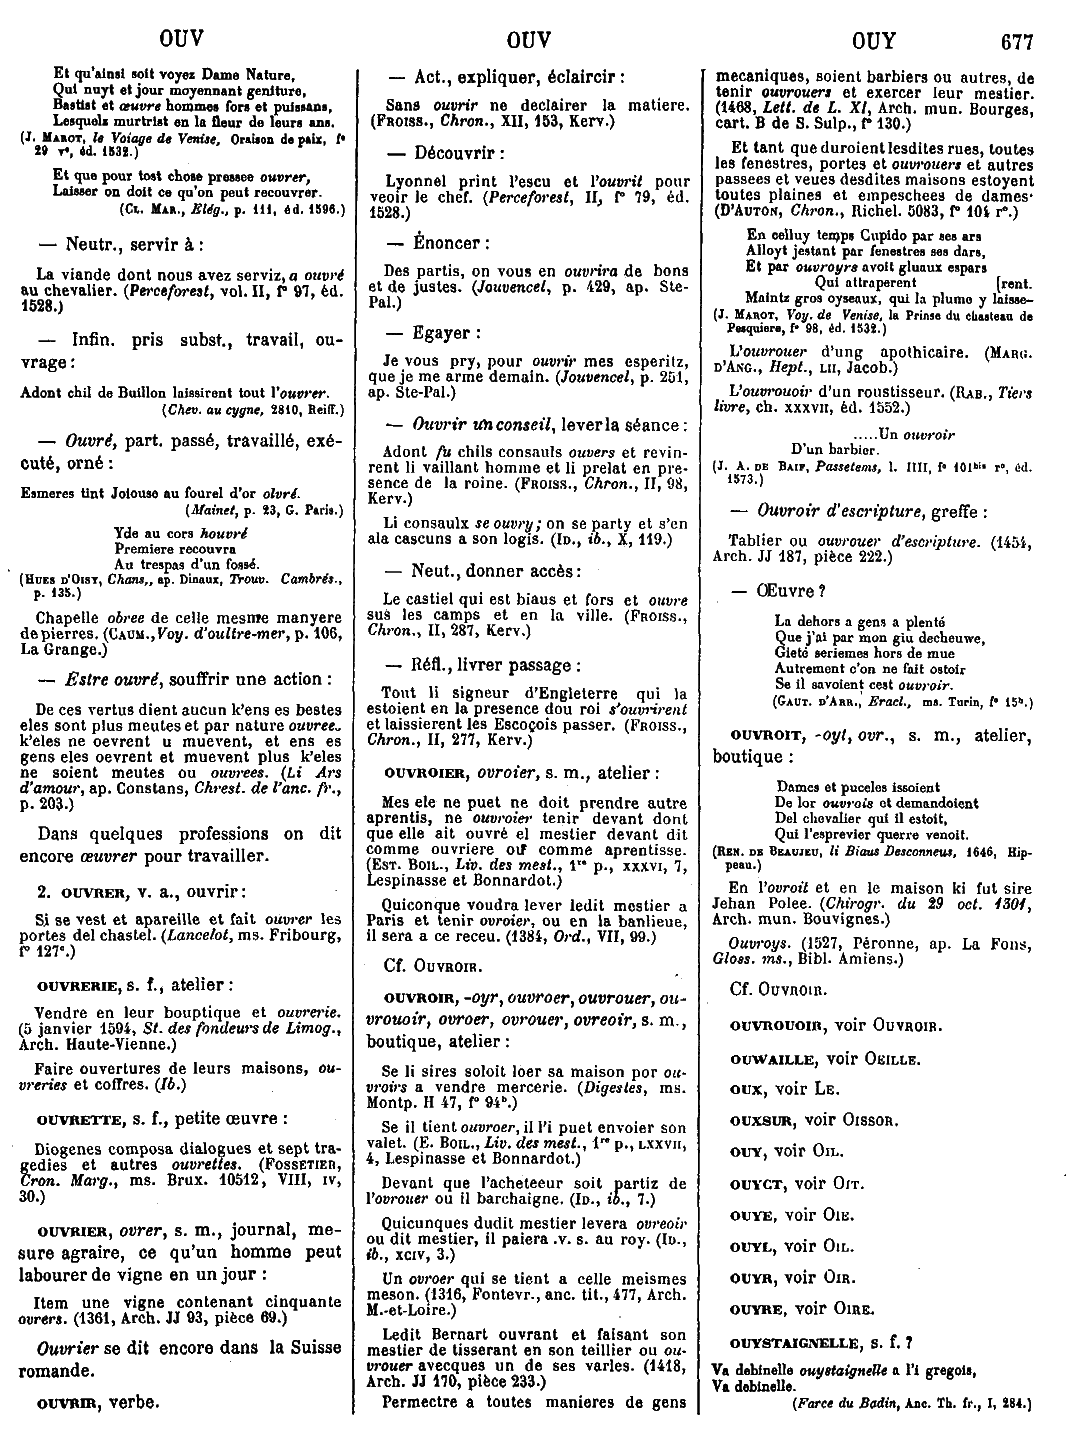 OUV
OUV
OUY
677
Et qu'ainsi soit voyez Dame Nature,
Qui nuyt et jour moyennant geniture,
Bastist et œuvre hommes fors et puissans,
Lesquelz murtrist en la fleur de leurs ans.
(J. MAROT, le Voiage de Venise, Oraison de paix, f°
29 r°, éd. 1532.)
Et que pour tost chose pressee ouvrer,
Laisser on doit ce qu'on peut recouvrer.
(CL. MAR., Elég., p. 111, éd. 1596.)
— Neutr., servir à :
La viande dont nous avez serviz, a ouvré
au chevalier. (Perceforest, vol. II, f° 97, éd.
1528.)
— Infin. pris subst., travail, ou-
vrage :
Adont chil de Buillon laissirent tout l'ouvrer.
(Chev. au cygne, 2810, Reiff.)
— Ouvré, part. passé, travaillé, exé-
cuté, orné :
Esmeres tint Joiouse au fourel d'or olvré.
(Mainet, p. 23, G. Paris.)
Yde au cors houvré
Premiere recouvra
Au trespas d'un fossé.
(HUES D'OISY, Chans., ap. Dinaux, Trouv. Cambrés.,
p. 135.)
Chapelle obree de celle mesme manyere
de pierres. (CAUM., Voy. d'oultre-mer, p. 106,
La Grange.)
— Estre ouvré, souffrir une action :
De ces vertus dient aucun k'ens es bestes
eles sont plus meutes et par nature ouvrees
k'eles ne oevrent u muevent, et ens es
gens eles oevrent et muevent plus k'eles
ne soient meutes ou ouvrees. (Li Ars
d'amour, ap. Constans, Chrest. de l'anc. fr.,
p. 203.)
Dans quelques professions on dit
encore œuvrer pour travailler.
2. OUVRER, v. a., ouvrir :
Si se vest et apareille et fait ouvrer les
portes del chastel. (Lancelot, ms. Fribourg,
f° 127c.)
OUVRERIE, s. f., atelier :
Vendre en leur bouptique et ouvrerie.
(5 janvier 1594, St. des fondeurs de Limog.,
Arch. Haute-Vienne.)
Faire ouvertures de leurs maisons, ou-
vreries et coffres. (Ib.)
OUVRETTE, s. f., petite œuvre :
Diogenes composa dialogues et sept tra-
gedies et autres ouvrettes. (FOSSETIER,
Cron. Marg., ms. Brux. 10512, VIII, IV,
30.)
OUVRIER, ovrer, s. m., journal, me-
sure agraire, ce qu'un homme peut
labourer de vigne en un jour :
Item une vigne contenant cinquante
ovrers. (1361, Arch. JJ 93, pièce 69.)
Ouvrier se dit encore dans la Suisse
romande.
OUVRIR, verbe.
— Act., expliquer, éclaircir :
Sans ouvrir ne declairer la matiere.
(FROISS., Chron., XII, 153, Kerv.)
— Découvrir :
Lyonnel print l'escu et l'ouvrit pour
veoir le chef. (Perceforest, II, f° 79, éd.
1528.)
— Énoncer :
Des partis, on vous en ouvrira de bons
et de justes. (Jouvencel, p. 429, ap. Ste-
Pal.)
— Egayer :
Je vous pry, pour ouvrir mes esperitz,
que je me arme demain. (Jouvencel, p. 251,
ap. Ste-Pal.)
— Ouvrir un conseil, lever la séance :
Adont fu chils consauls ouvers et revin-
rent li vaillant homme et li prelat en pre-
sence de la roine. (FROISS., Chron., II, 98,
Kerv.)
Li consaulx se ouvry ; on se party et s'en
ala cascuns a son logis. (ID., ib., X, 119.)
— Neut., donner accès :
Le castiel qui est biaus et fors et ouvre
sus les camps et en la ville. (FROISS.,
Chron., II, 287, Kerv.)
— Réfl., livrer passage :
Tout li signeur d'Engleterre qui la
estoient en la presence dou roi s'ouvrirent
et laissierent les Escoçois passer. (FROISS.,
Chron., II, 277, Kerv.)
OUVROIER, ovroier, s. m., atelier :
Mes ele ne puet ne doit prendre autre
aprentis, ne ouvroier tenir devant dont
que elle ait ouvré el mestier devant dit
comme ouvriere ou comme aprentisse.
(EST. BOIL., Liv. des mest., 1re p., XXXVI, 7,
Lespinasse et Bonnardot.)
Quiconque voudra lever ledit mestier a
Paris et tenir ovroier, ou en la banlieue,
il sera a ce receu. (1384, Ord., VII, 99.)
Cf. OUVROIR.
OUVROIR, -oyr, ouvroer, ouvrouer, ou-
vrouoir, ovroer, ovrouer, ovreoir, s. m.,
boutique, atelier :
Se li sires soloit loer sa maison por ou-
vroirs a vendre mercerie. (Digestes, ms.
Montp. H 47, f° 94b.)
Se il tient ouvroer, il l'i puet envoier son
valet. (E. BOIL., Liv. des mest., 1re p., LXXVII,
4, Lespinasse et Bonnardot.)
Devant que l'acheteeur soit partiz de
l'ovrouer ou il barchaigne. (ID., ib., 7.)
Quicunques dudit mestier levera ovreoir
ou dit mestier, il paiera .v. s. au roy. (ID.,
ib., XCIV, 3.)
Un ovroer qui se tient a celle meismes
meson. (1316, Fontevr., anc. tit., 477, Arch.
M.-et-Loire.)
Ledit Bernart ouvrant et faisant son
mestier de tisserant en son teillier ou ou-
vrouer avecques un de ses varles. (1418,
Arch. JJ 170, pièce 233.)
Permectre a toutes manieres de gens
mecaniques, soient barbiers ou autres, de
tenir ouvrouers et exercer leur mestier.
(1468, Lett. de L. XI, Arch. mun. Bourges,
cart. B de S. Sulp., f° 130.)
Et tant que duroient lesdites rues, toutes
les fenestres, portes et ouvrouers et autres
passees et veues desdites maisons estoyent
toutes plaines et empeschees de dames.
(D'AUTON, Chron., Richel. 5083, f° 104 r°.)
En celluy temps Cupido par ses ars
Alloyt jestant par fenestres ses dars,
Et par ouvroyrs avoit gluaux espars
Qui attraperent [rent.
Maintz gros oyseaux, qui la plume y laisse-
(J. MAROT, Voy. de Venise, la Prinse du chasteau de
Pesquiere, f° 98, éd. 1532.)
L'ouvrouer d'ung apothicaire. (MARG.
D'ANG., Hept., LII, Jacob.)
L'ouvrouoir d'un roustisseur. (RAB., Tiers
livre, ch. XXXVII, éd. 1552.)
.....Un ouvroir
D'un barbier.
(J. A. DE BAIF, Passetems, l. IIII, f° 101bis r°, éd.
1573.)
— Ouvroir d'escripture, greffe :
Tablier ou ouvrouer d'escripture. (1454,
Arch. JJ 187, pièce 222.)
— Œuvre ?
La dehors a gens a plenté
Que j'ai par mon giu decheuwe,
Gieté seriemes hors de mue
Autrement c'on ne fait ostoir
Se il savoient cest ouvroir.
(GAUT. D'ARR., Eracl., ms. Turin, f° 15b.)
OUVROIT, -oyt, ovr., s. m., atelier,
boutique :
Dames et puceles issoient
De lor ouvrois et demandoient
Del chevalier qui il estoit,
Qui l'esprevier querre venoit.
(REN. DE BEAUJEU, li Biaus Desconneus, 1646, Hip-
peau.)
En l'ovroit et en le maison ki fut sire
Jehan Polee. (Chirogr. du 29 oct. 1301,
Arch. mun. Bouvignes.)
Ouvroys. (1527, Péronne, ap. La Fons,
Gloss. ms., Bibl. Amiens.)
Cf. OUVROIR.
OUVROUOIR, voir OUVROIR.
OUWAILLE, voir OEILLE.
OUX, voir LE.
OUXSUR, voir OISSOR.
OUY, voir OIL.
OUYCT, voir OIT.
OUYE, voir OIE.
OUYL, voir OIL.
OUYR, voir OIR.
OUYRE, voir OIRE.
OUYSTAIGNELLE, s. f. ?
Va debinelle ouystaignelle a l'i gregois,
Va debinelle.
(Farce du Badin, Anc. Th. fr., I, 284.)